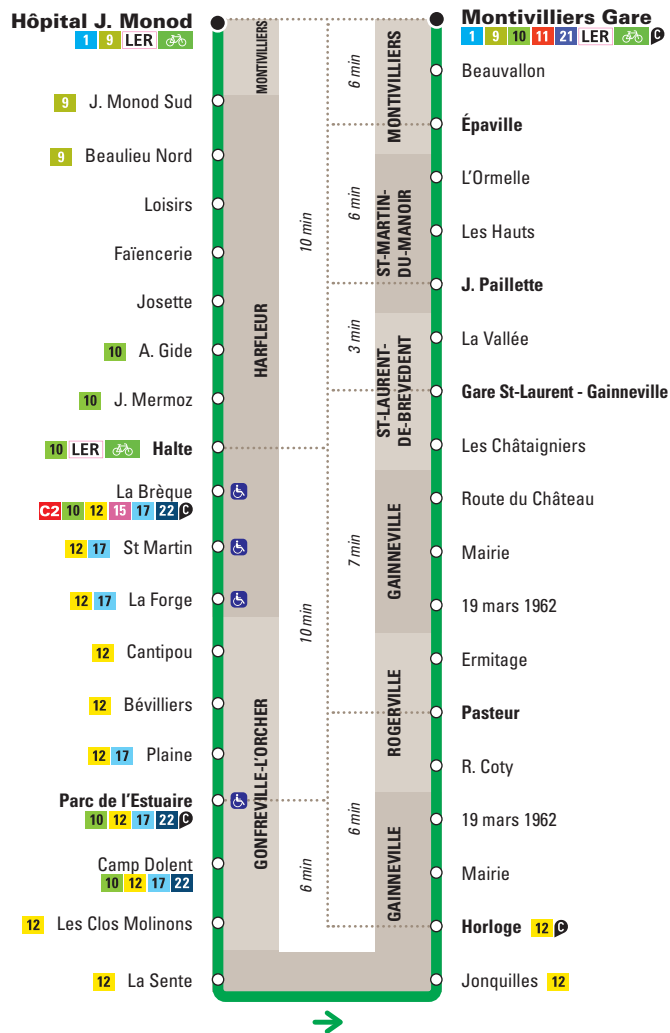 Hôpital J. Monod
1 9 LER
9 J. Monod Sud
9 Beaulieu Nord
Loisirs
Faïencerie
Josette
10 A. Gide
10 J. Mermoz
10 LER Halte
La Brèque
C2 10 12 15 17 22 C
12 17 St Martin
12 17 La Forge
12 Cantipou
12 Bévilliers
12 17 Plaine
Parc de l'Estuaire
10 12 17 22 C
Camp Dolent
10 12 17 22
12 Les Clos Molinons
12 La Sente
MONTIVILLIERS
HARFLEUR
GONFREVILLE-L'ORCHER
10 min
10 min
6 min
6 min
6 min
3 min
7 min
6 min
MONTIVILLIERS
ST-MARTIN-
DU-MANOIR
ST-LAURENT-
DE-BREVEDENT
GAINNEVILLE
ROGERVILLE
GAINNEVILLE
Montivilliers Gare
1 9 10 11 21 LER C
Beauvallon
Épaville
L'Ormelle
Les Hauts
J. Paillette
La Vallée
Gare St-Laurent - Gainneville
Les Châtaigniers
Route du Château
Mairie
19 mars 1962
Ermitage
Pasteur
R. Coty
19 mars 1962
Mairie
Horloge 12 C
Jonquilles 12